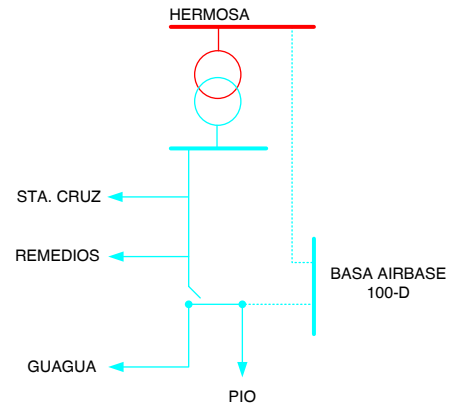 HERMOSA
STA. CRUZ
REMEDIOS
BASA AIRBASE
100-D
GUAGUA
PIO